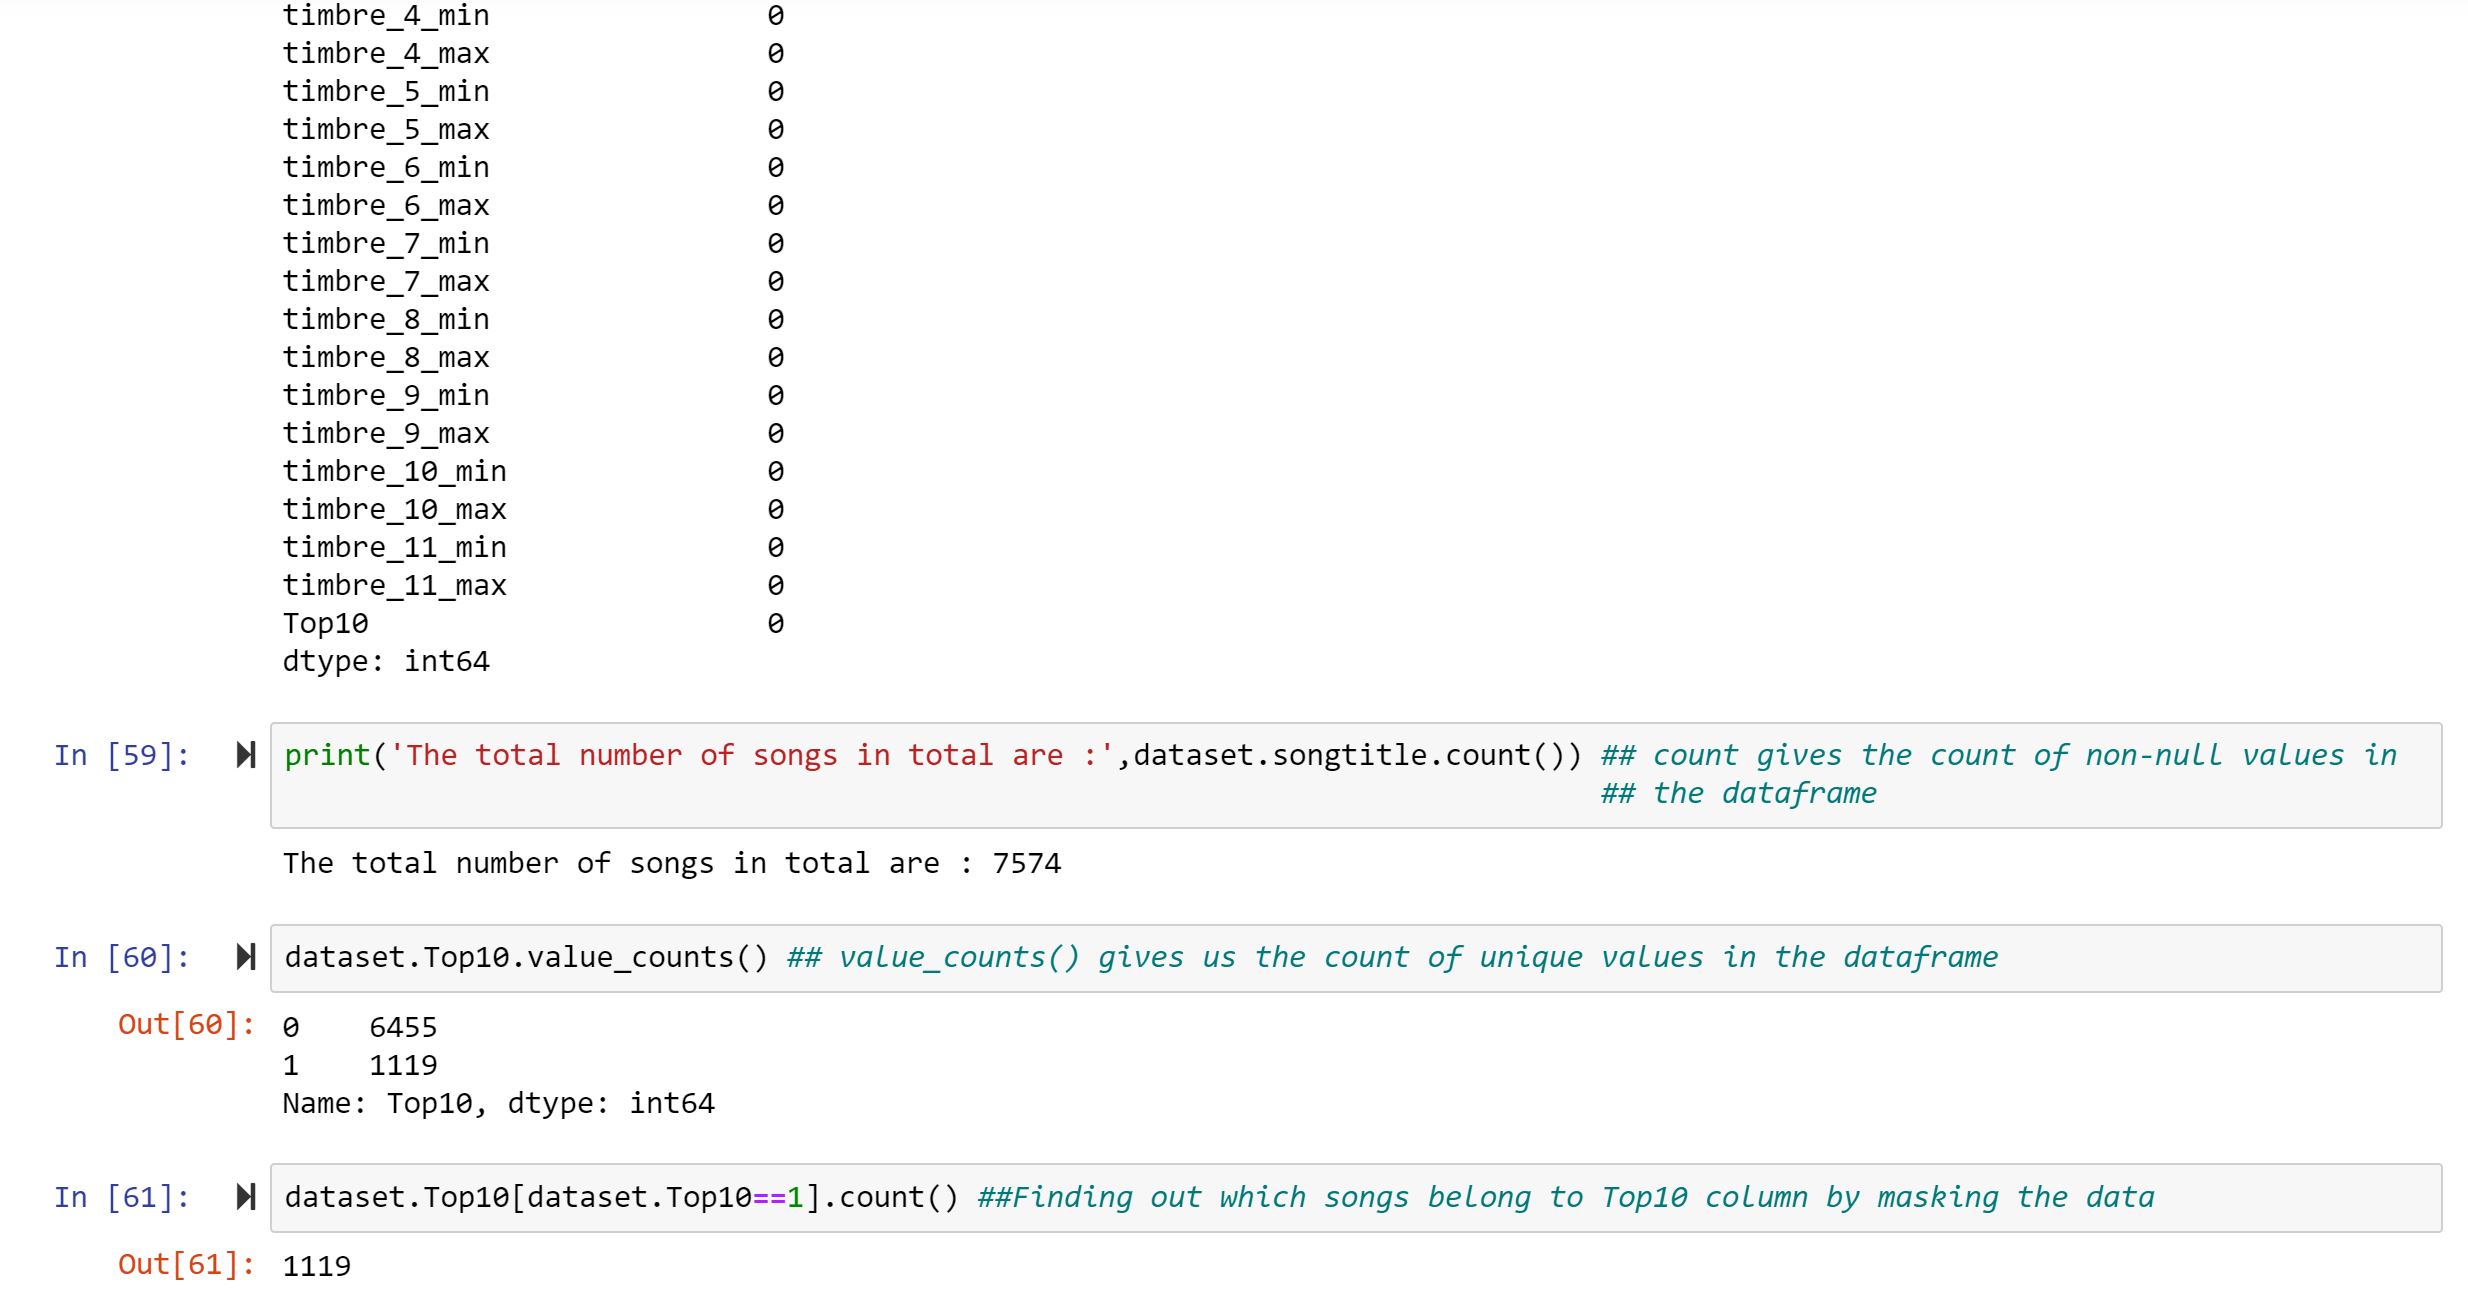 timbre_4_min 0
timbre_4_max 0
timbre_5_min 0
timbre_5_max 0
timbre_6_min 0
timbre_6_max 0
timbre_7_min 0
timbre_7_max 0
timbre_8_min 0
timbre_8_max 0
timbre_9_min 0
timbre_9_max 0
timbre_10_min 0
timbre_10_max 0
timbre_11_min 0
timbre_11_max 0
Top10 0
dtype: int64
In [59]: print('The total number of songs in total are :',dataset.songtitle.count()) ## count gives the count of non-null values in
## the dataframe
The total number of songs in total are : 7574
In [60]: dataset.Top10.value_counts() ## value_counts() gives us the count of unique values in the dataframe
Out[60]: 0 6455
1 1119
Name: Top10, dtype: int64
In [61]: dataset.Top10[dataset.Top10==1].count() ##Finding out which songs belong to Top10 column by masking the data
Out[61]: 1119